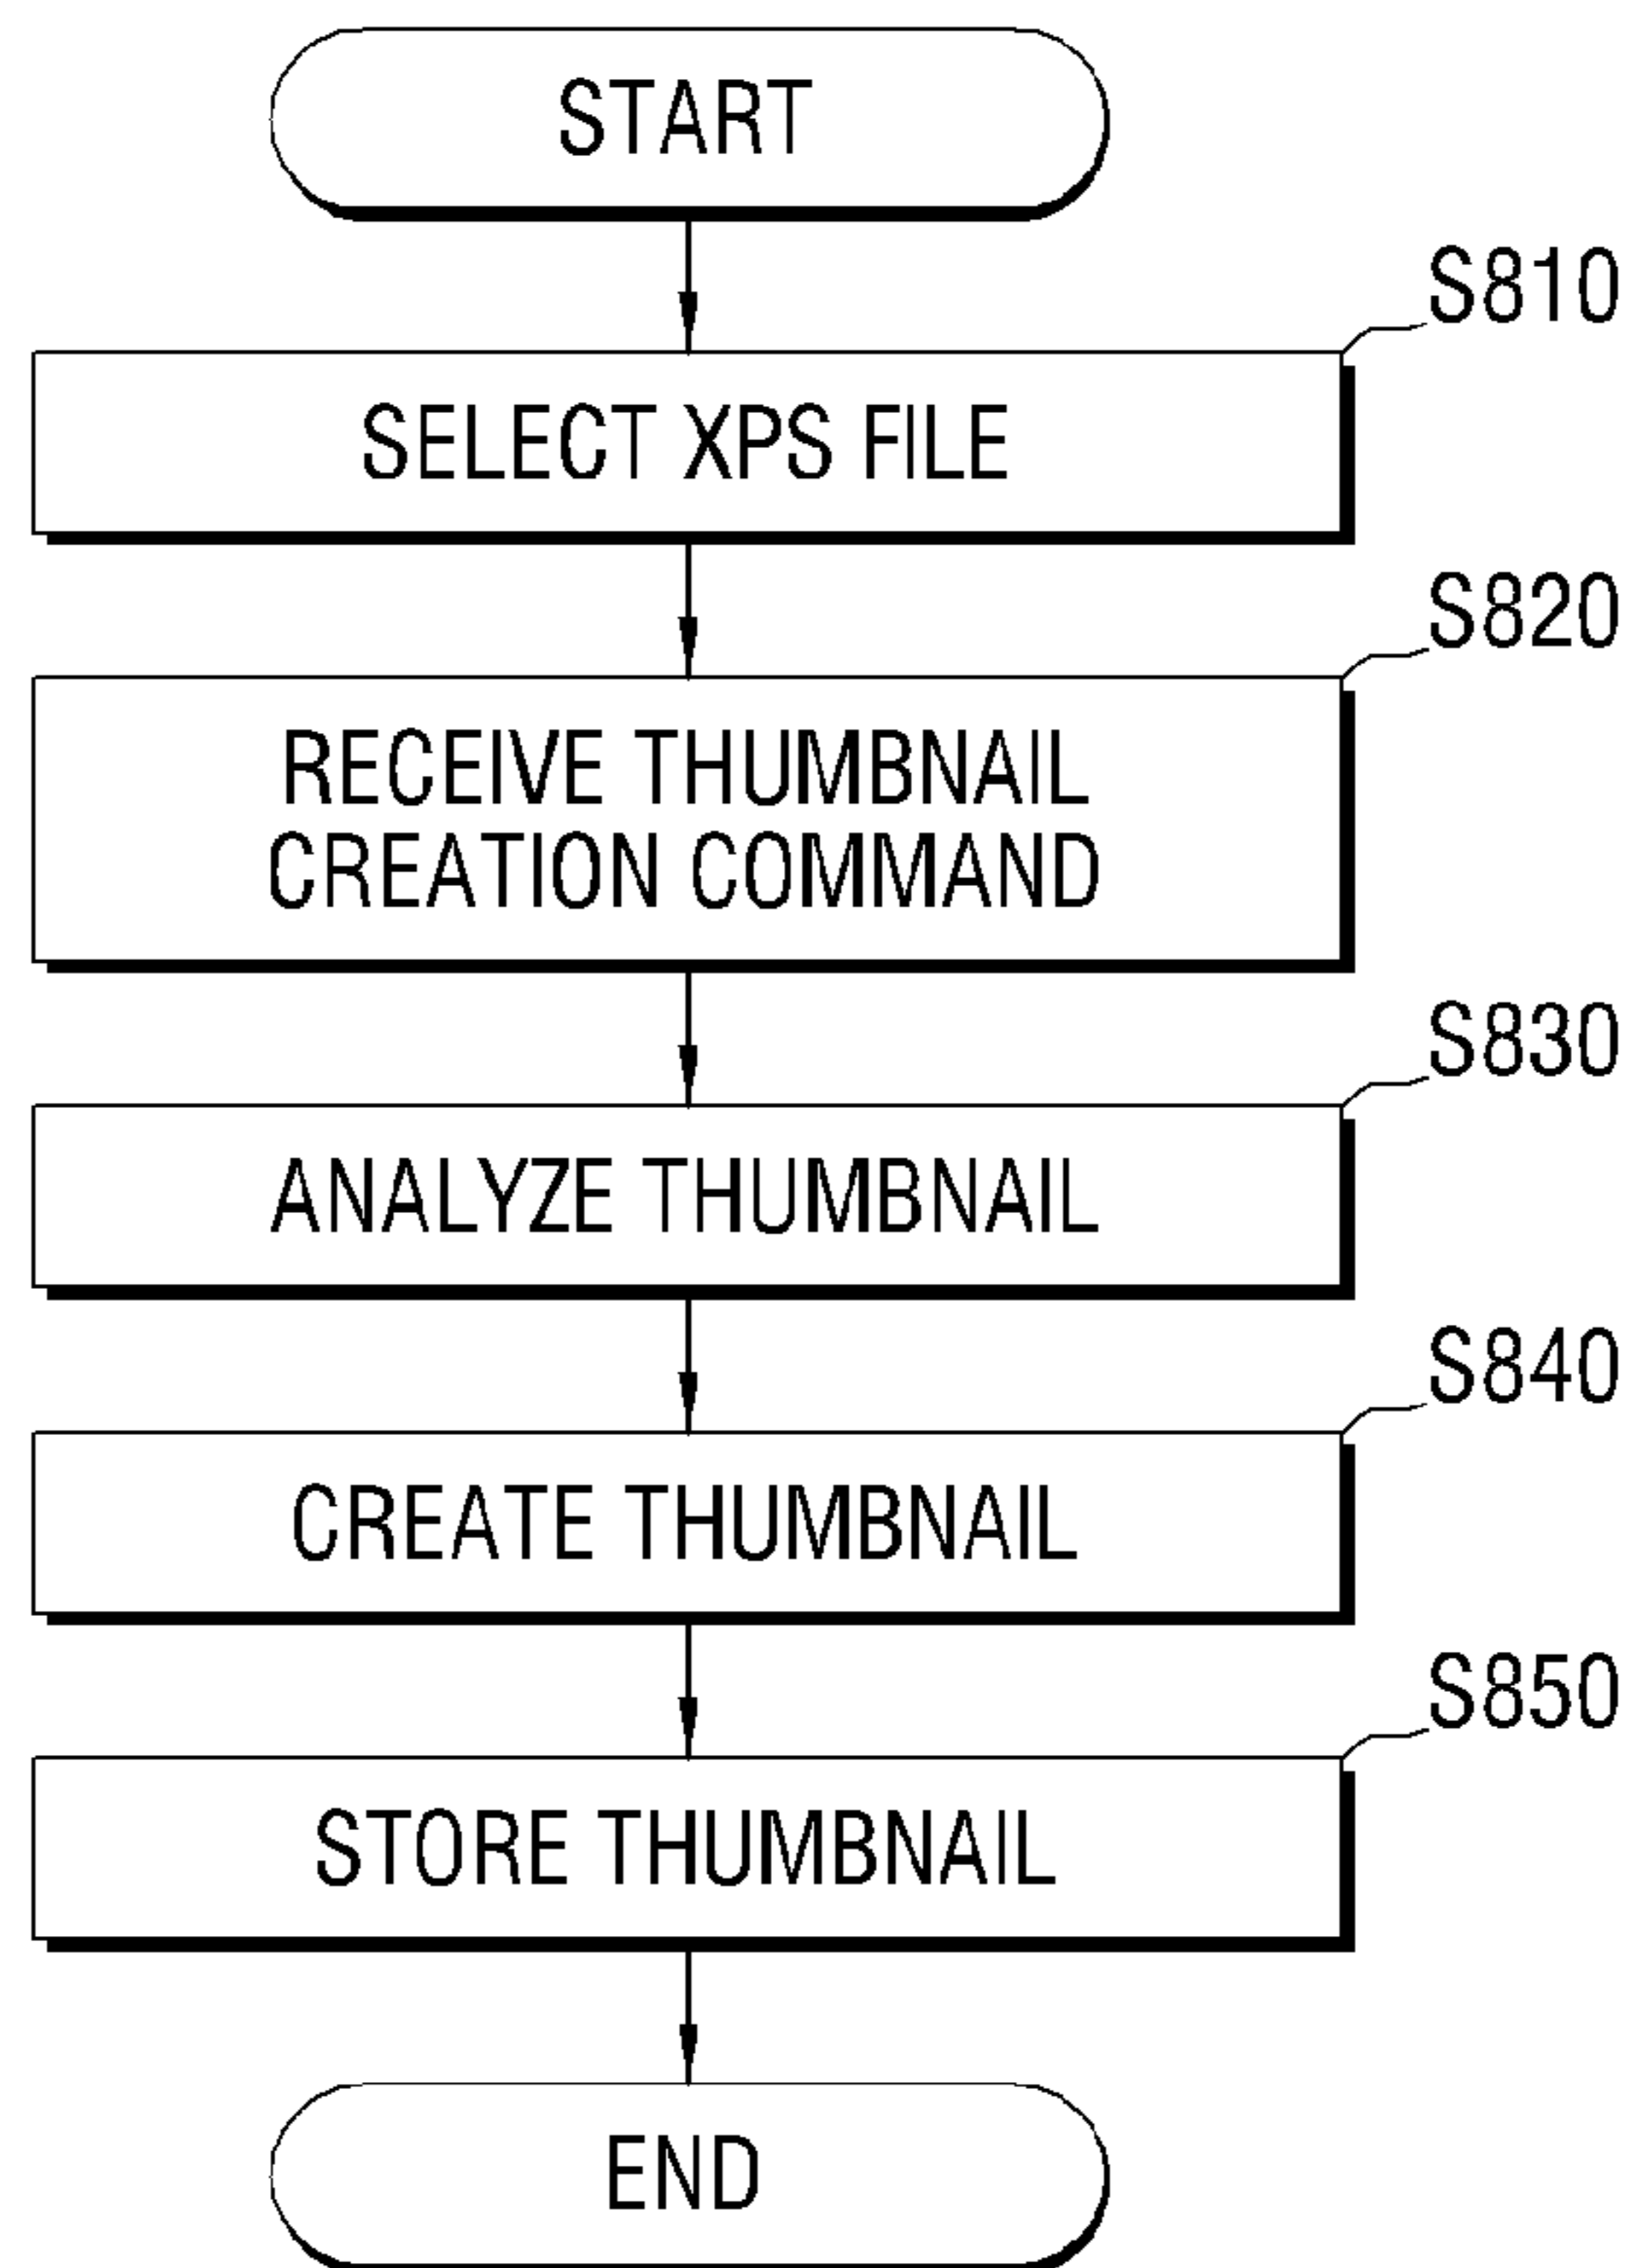 START
S810
SELECT XPS FILE
S820
RECEIVE THUMBNAIL
CREATION COMMAND
S830
ANALYZE THUMBNAIL
S840
CREATE THUMBNAIL
S850
STORE THUMBNAIL
END